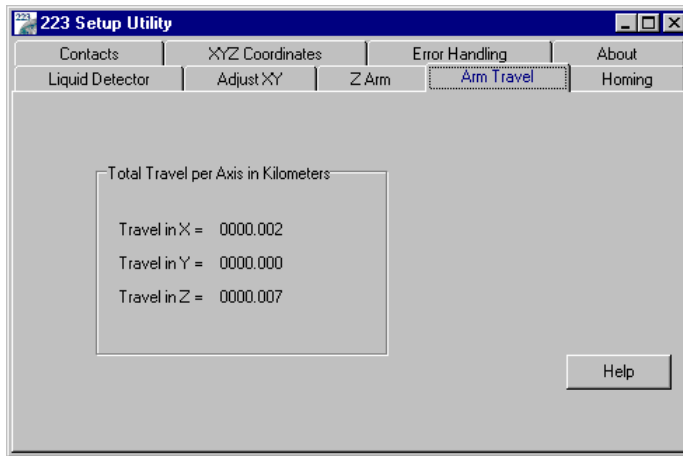 223 223 Setup Utility
Contacts XYZ Coordinates Error Handling About
Liquid Detector Adjust XY Z Arm Arm Travel Homing
Total Travel per Axis in Kilometers
Travel in X = 0000.002
Travel in Y = 0000.000
Travel in Z = 0000.007
Help